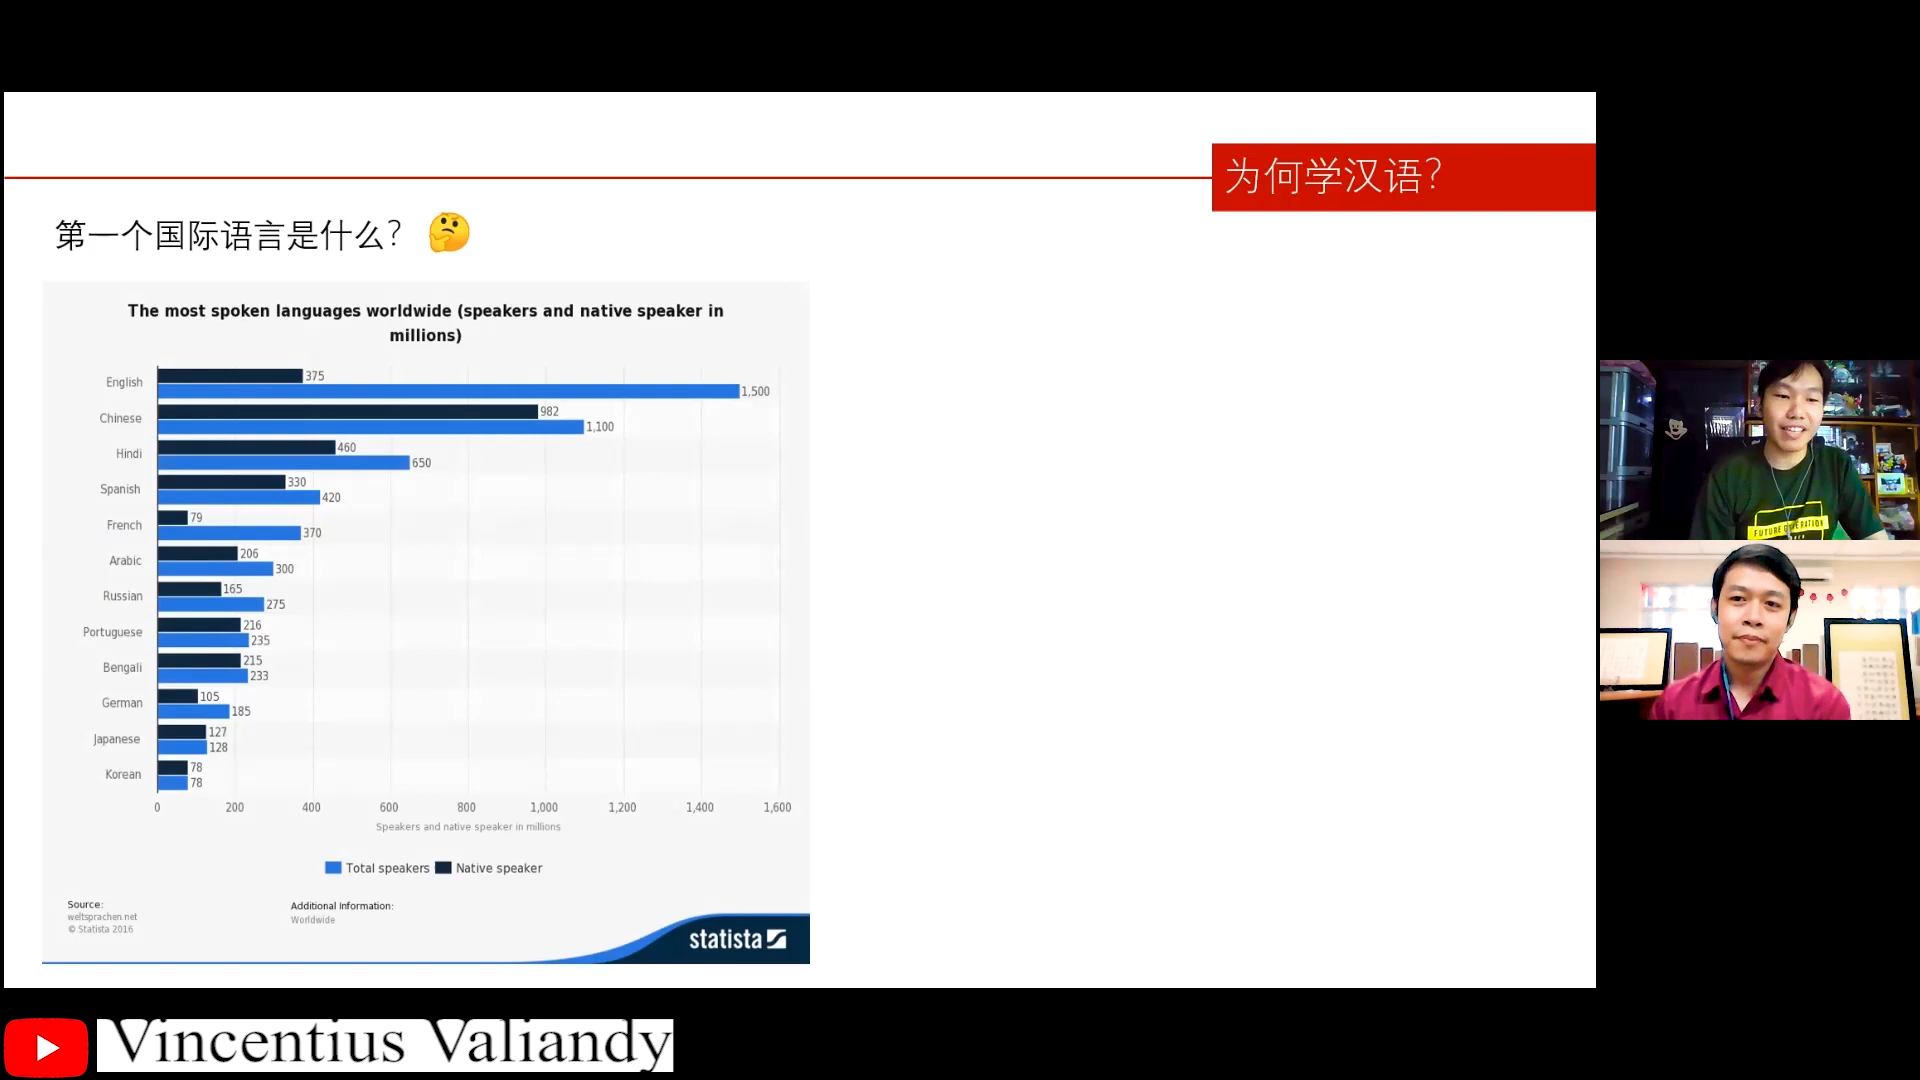 为何学汉语?
第一个国际语言是什么? 🤔
The most spoken languages worldwide (speakers and native speaker in
millions)
English 375
1,500
Chinese 982
1,100
Hindi 460
650
Spanish 330
420
French 79
370
Arabic 206
300
Russian 165
275
Portuguese 216
235
Bengali 215
233
German 105
185
Japanese 127
128
Korean 78
78
0 200 400 600 800 1,000 1,200 1,400 1,600
Speakers and native speaker in millions
Total speakers Native speaker
Source:
weltsprachen.net
© Statista 2016
Additional Information:
Worldwide
statista
FUTURE GENERATION
Vincentius Valiandy